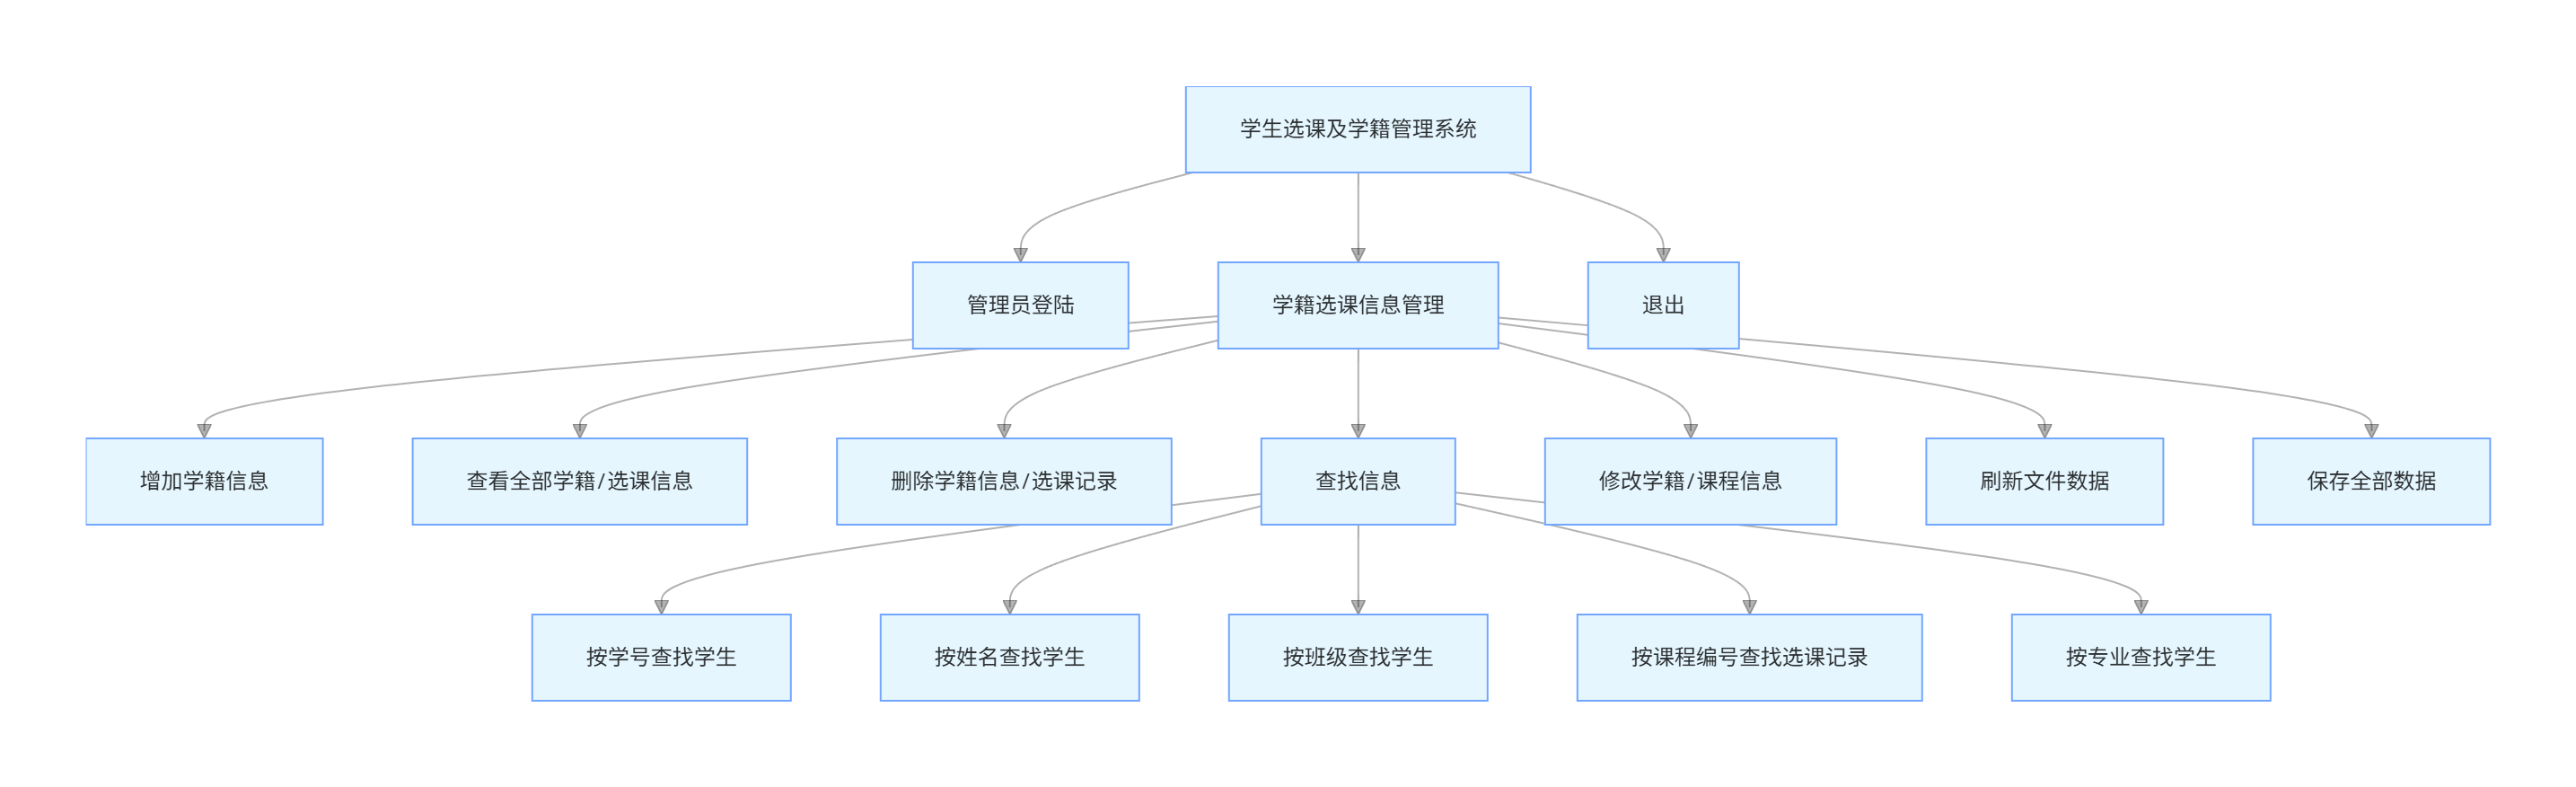 学生选课及学籍管理系统
管理员登陆
学籍选课信息管理
退出
增加学籍信息
查看全部学籍/选课信息
删除学籍信息/选课记录
查找信息
修改学籍/课程信息
刷新文件数据
保存全部数据
按学号查找学生
按姓名查找学生
按班级查找学生
按课程编号查找选课记录
按专业查找学生